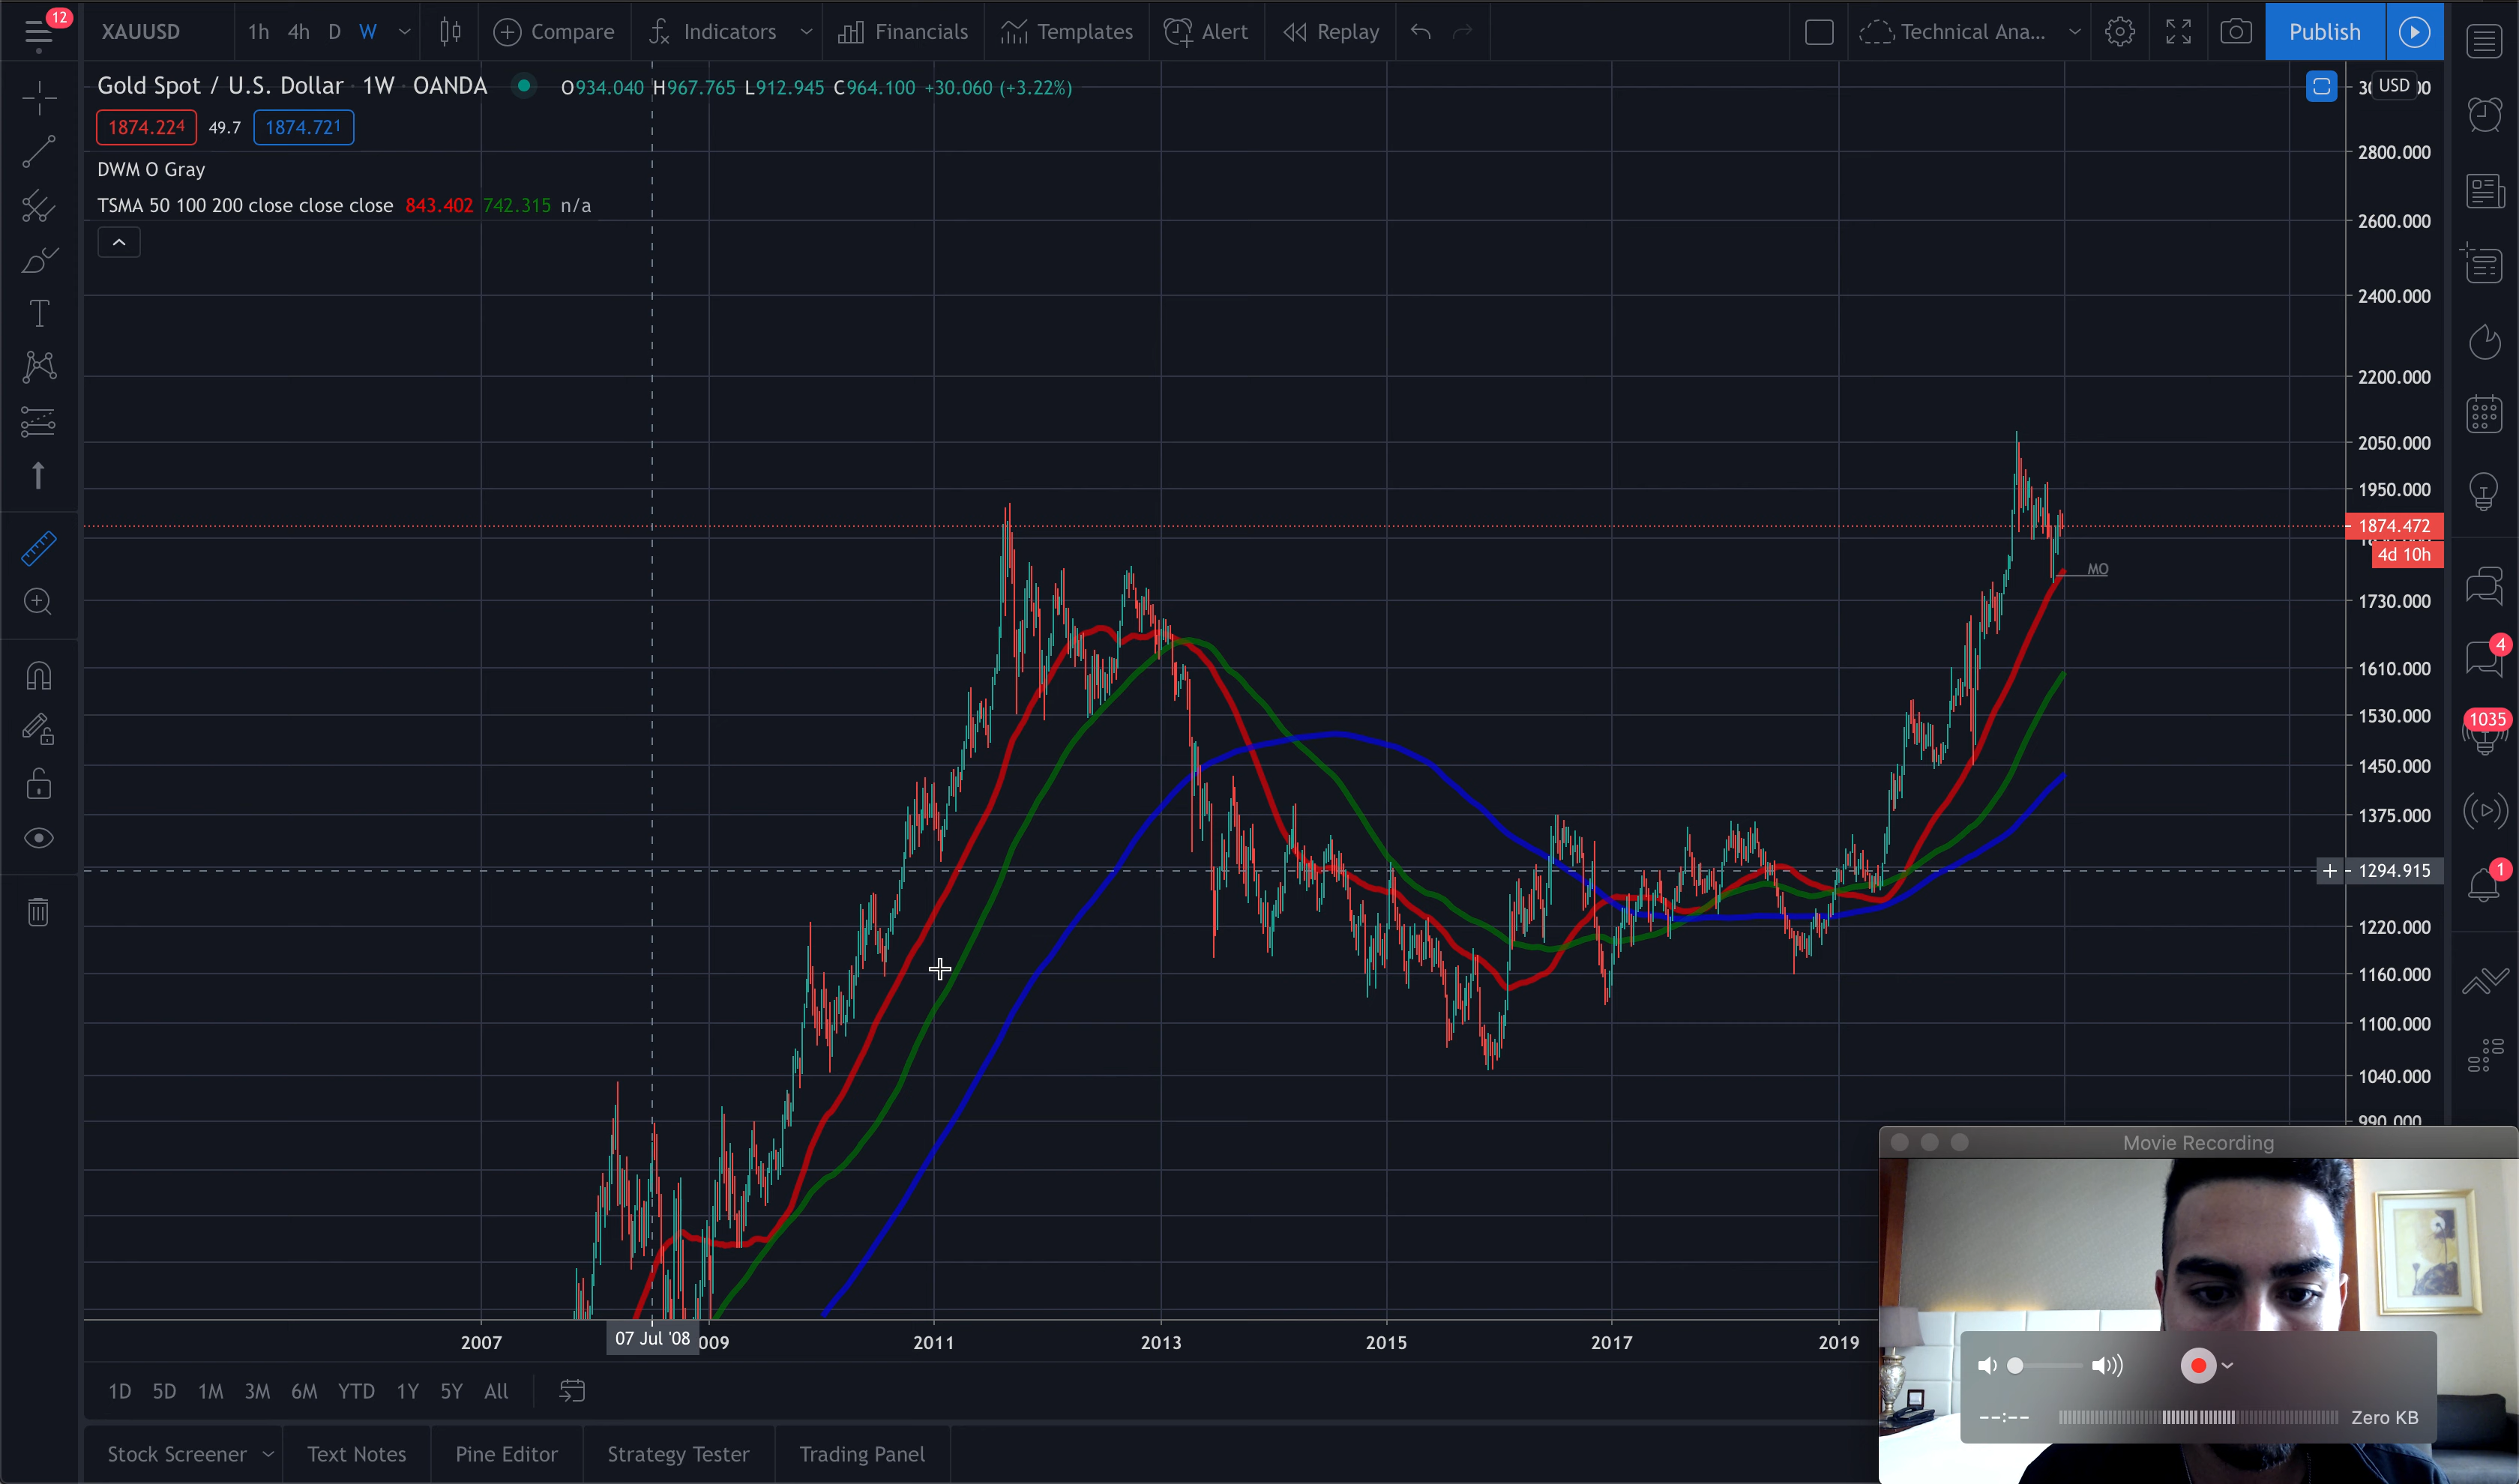 12
XAUUSD 1h 4h D W Compare Indicators Financials Templates Alert Replay Technical Ana... Publish
Gold Spot / U.S. Dollar · 1W · OANDA O934.040 H967.765 L912.945 C964.100 +30.060 (+3.22%)
1874.224 49.7 1874.721
DWM O Gray
TSMA 50 100 200 close close close 843.402 742.315 n/a
USD
2800.000
2600.000
2400.000
2200.000
2050.000
1950.000
1874.472
4d 10h
MO
1730.000
1610.000
1530.000
1450.000
1375.000
1294.915
1220.000
1160.000
1100.000
1040.000
990.000
4
1035
1
2007 07 Jul '08 009 2011 2013 2015 2017 2019
1D 5D 1M 3M 6M YTD 1Y 5Y All
Stock Screener Text Notes Pine Editor Strategy Tester Trading Panel
Movie Recording
--:-- Zero KB